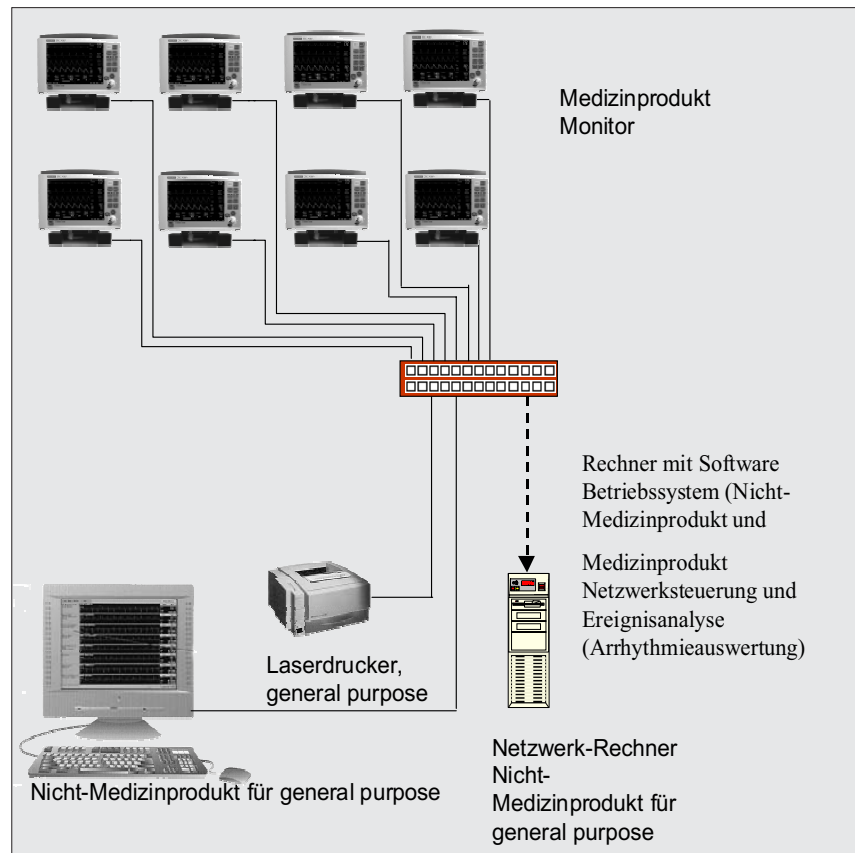 Medizinprodukt
Monitor
Rechner mit Software
Betriebssystem (Nicht-
Medizinprodukt und
Medizinprodukt
Netzwerksteuerung und
Ereignisanalyse
(Arrhythmieauswertung)
Laserdrucker,
general purpose
Nicht-Medizinprodukt für general purpose
Netzwerk-Rechner
Nicht-
Medizinprodukt für
general purpose